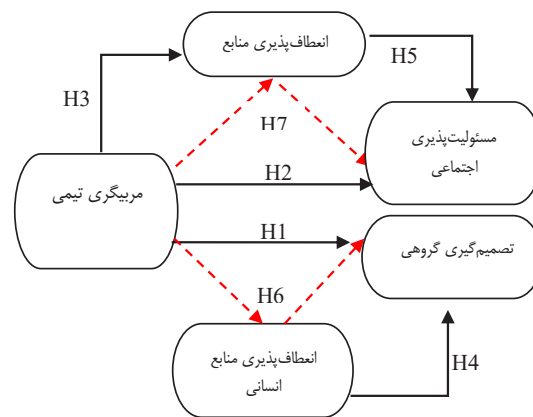 انعطاف‌پذیری منابع
H5
H3
H7
مسئولیت‌پذیری
اجتماعی
مربیگری تیمی
H2
H1
تصمیم‌گیری گروهی
H6
انعطاف‌پذیری منابع
انسانی
H4